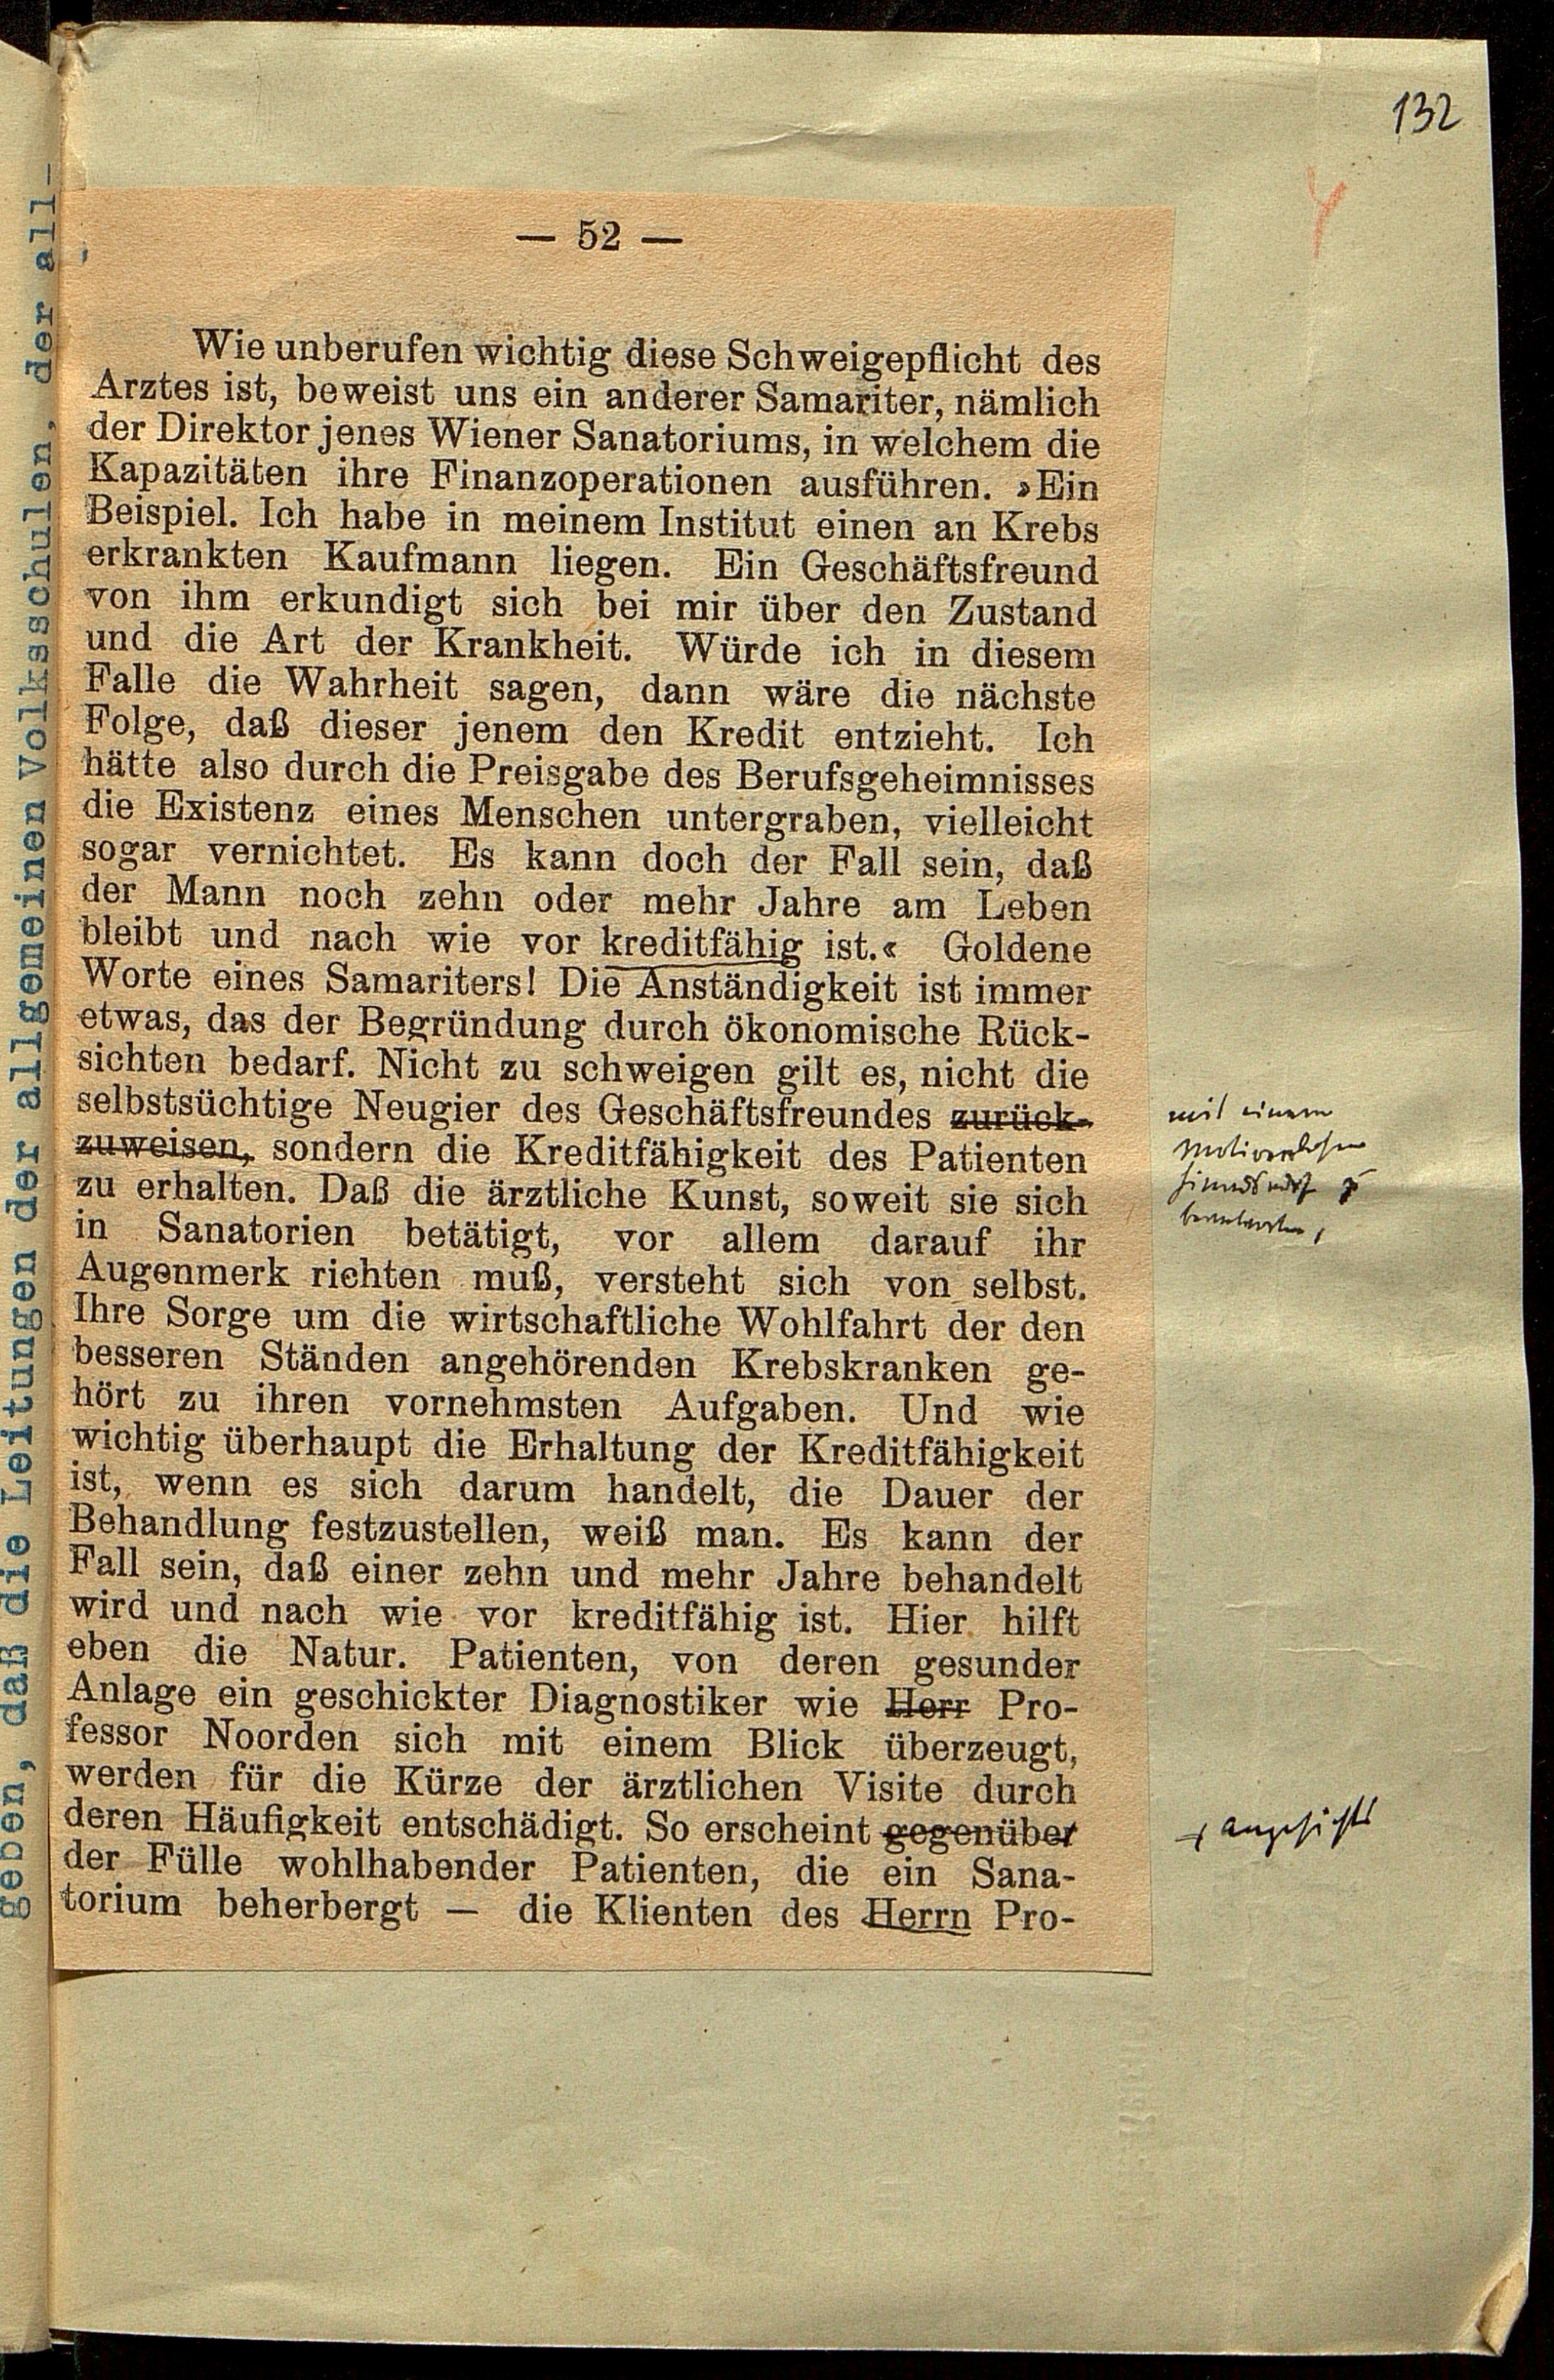 132
— 52 —
Wie unberufen wichtig diese Schweigepflicht des
Arztes ist, beweist uns ein anderer Samariter, nämlich
der Direktor jenes Wiener Sanatoriums, in welchem die
Kapazitäten ihre Finanzoperationen ausführen. »Ein
Beispiel. Ich habe in meinem Institut einen an Krebs
erkrankten Kaufmann liegen. Ein Geschäftsfreund
von ihm erkundigt sich bei mir über den Zustand
und die Art der Krankheit. Würde ich in diesem
Falle die Wahrheit sagen, dann wäre die nächste
Folge, daß dieser jenem den Kredit entzieht. Ich
hätte also durch die Preisgabe des Berufsgeheimnisses
die Existenz eines Menschen untergraben, vielleicht
sogar vernichtet. Es kann doch der Fall sein, daß
der Mann noch zehn oder mehr Jahre am Leben
bleibt und nach wie vor kreditfähig ist.« Goldene
Worte eines Samariters! Die Anständigkeit ist immer
etwas, das der Begründung durch ökonomische Rück-
sichten bedarf. Nicht zu schweigen gilt es, nicht die
selbstsüchtige Neugier des Geschäftsfreundes zurück-
zuweisen, sondern die Kreditfähigkeit des Patienten
zu erhalten. Daß die ärztliche Kunst, soweit sie sich
in Sanatorien betätigt, vor allem darauf ihr
Augenmerk richten muß, versteht sich von selbst.
Ihre Sorge um die wirtschaftliche Wohlfahrt der den
besseren Ständen angehörenden Krebskranken ge-
hört zu ihren vornehmsten Aufgaben. Und wie
wichtig überhaupt die Erhaltung der Kreditfähigkeit
ist, wenn es sich darum handelt, die Dauer der
Behandlung festzustellen, weiß man. Es kann der
Fall sein, daß einer zehn und mehr Jahre behandelt
wird und nach wie vor kreditfähig ist. Hier hilft
eben die Natur. Patienten, von deren gesunder
Anlage ein geschickter Diagnostiker wie Herr Pro-
fessor Noorden sich mit einem Blick überzeugt,
werden für die Kürze der ärztlichen Visite durch
deren Häufigkeit entschädigt. So erscheint gegenüber
der Fülle wohlhabender Patienten, die ein Sana-
torium beherbergt — die Klienten des Herrn Pro-
mit einem
motivenlosen
zu
angesichts
geben, daß die Leitungen der allgemeinen Volksschulen, der all-